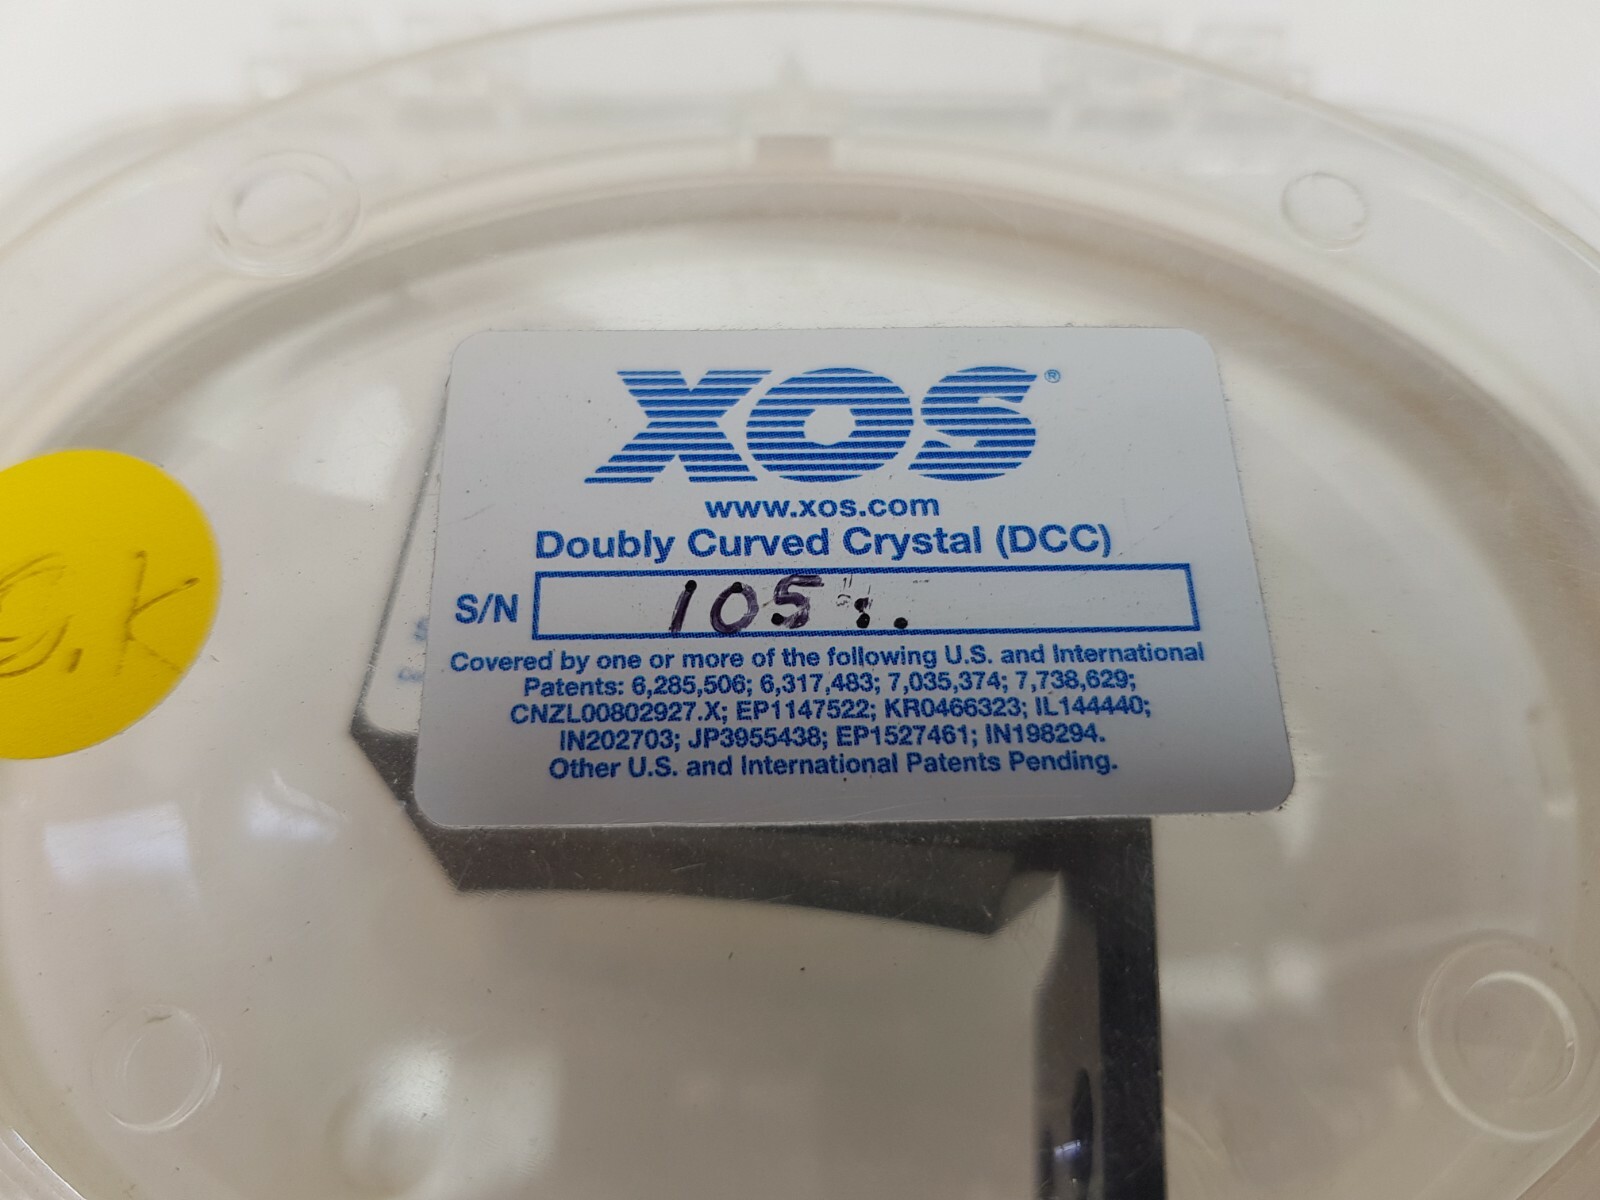 XOS®
www.xos.com
Doubly Curved Crystal (DCC)
S/N 105
Covered by one or more of the following U.S. and International
Patents: 6,285,506; 6,317,483; 7,035,374; 7,738,629;
CNZL00802927.X; EP1147522; KR0466323; IL144440;
IN202703; JP3955438; EP1527461; IN198294.
Other U.S. and International Patents Pending.